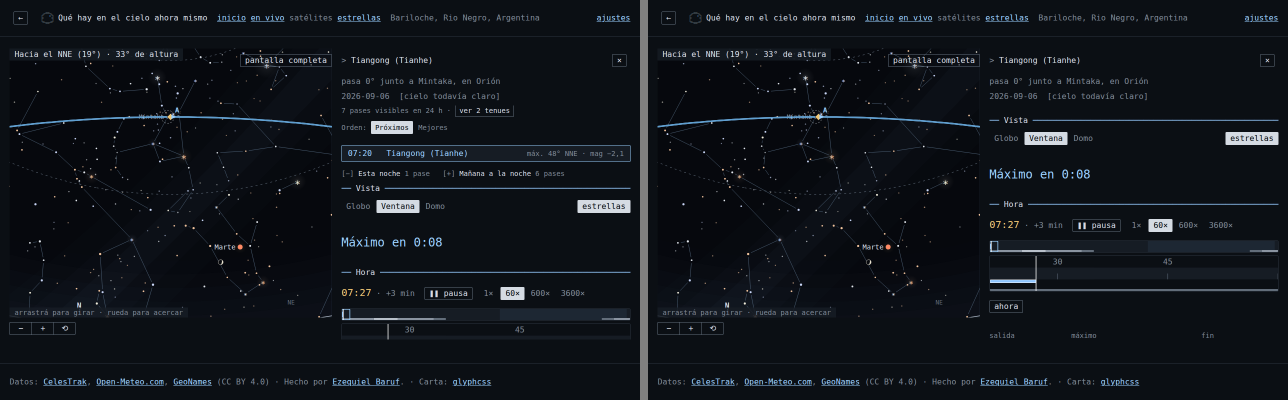 ← Qué hay en el cielo ahora mismo inicio en vivo satélites estrellas Bariloche, Río Negro, Argentina ajustes
Hacia el NNE (19°) · 33° de altura
pantalla completa
Mintaka
A
Marte
N
NE
arrastrá para girar · rueda para acercar
− + ⟲
> Tiangong (Tianhe) ×
pasa 0° junto a Mintaka, en Orión
2026-09-06 [cielo todavía claro]
7 pases visibles en 24 h · ver 2 tenues
Orden: Próximos Mejores
07:20 Tiangong (Tianhe) máx. 48° NNE · mag ~2,1
[−] Esta noche 1 pase [+] Mañana a la noche 6 pases
Vista
Globo Ventana Domo estrellas
Máximo en 0:08
Hora
07:27 · +3 min ❚❚ pausa 1× 60× 600× 3600×
30 45
Datos: CelesTrak, Open-Meteo.com, GeoNames (CC BY 4.0) · Hecho por Ezequiel Baruf. · Carta: glyphcss
← Qué hay en el cielo ahora mismo inicio en vivo satélites estrellas Bariloche, Río Negro, Argentina ajustes
Hacia el NNE (19°) · 33° de altura
pantalla completa
Mintaka
A
Marte
N
NE
arrastrá para girar · rueda para acercar
− + ⟲
> Tiangong (Tianhe) ×
pasa 0° junto a Mintaka, en Orión
2026-09-06 [cielo todavía claro]
Vista
Globo Ventana Domo estrellas
Máximo en 0:08
Hora
07:27 · +3 min ❚❚ pausa 1× 60× 600× 3600×
30 45
ahora
salida máximo fin
Datos: CelesTrak, Open-Meteo.com, GeoNames (CC BY 4.0) · Hecho por Ezequiel Baruf. · Carta: glyphcss